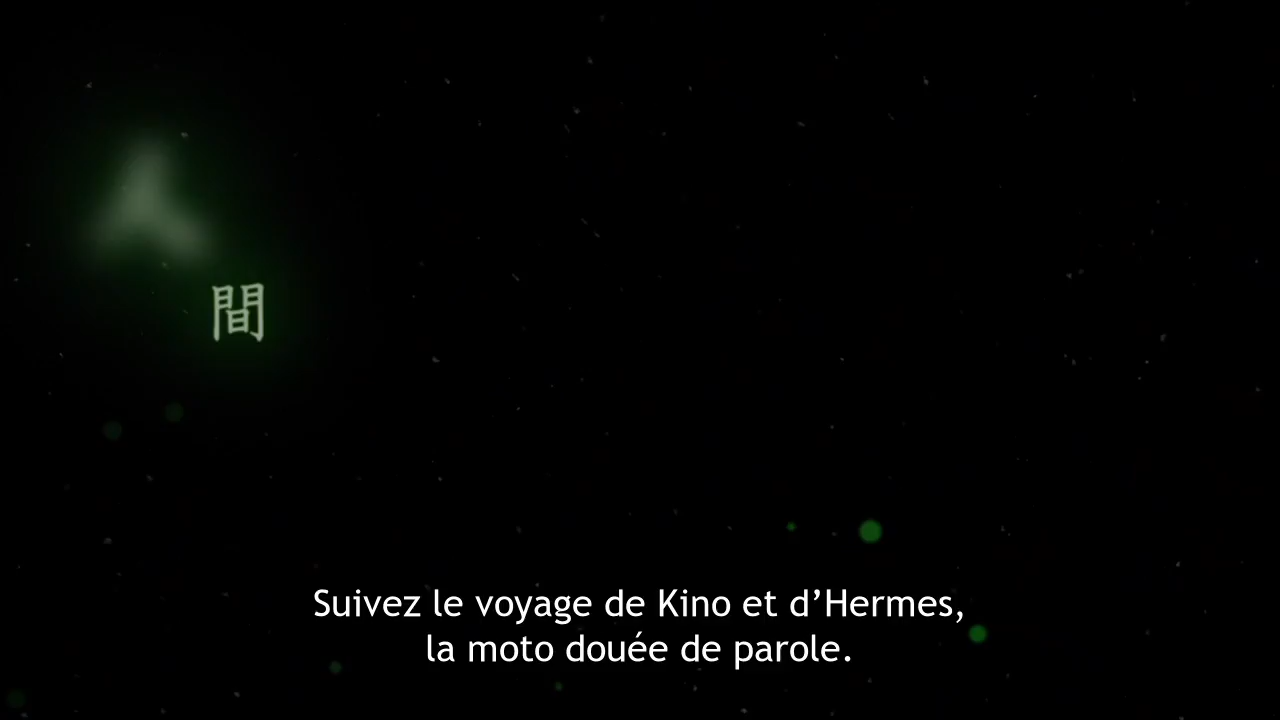 間
Suivez le voyage de Kino et d’Hermes,
la moto douée de parole.